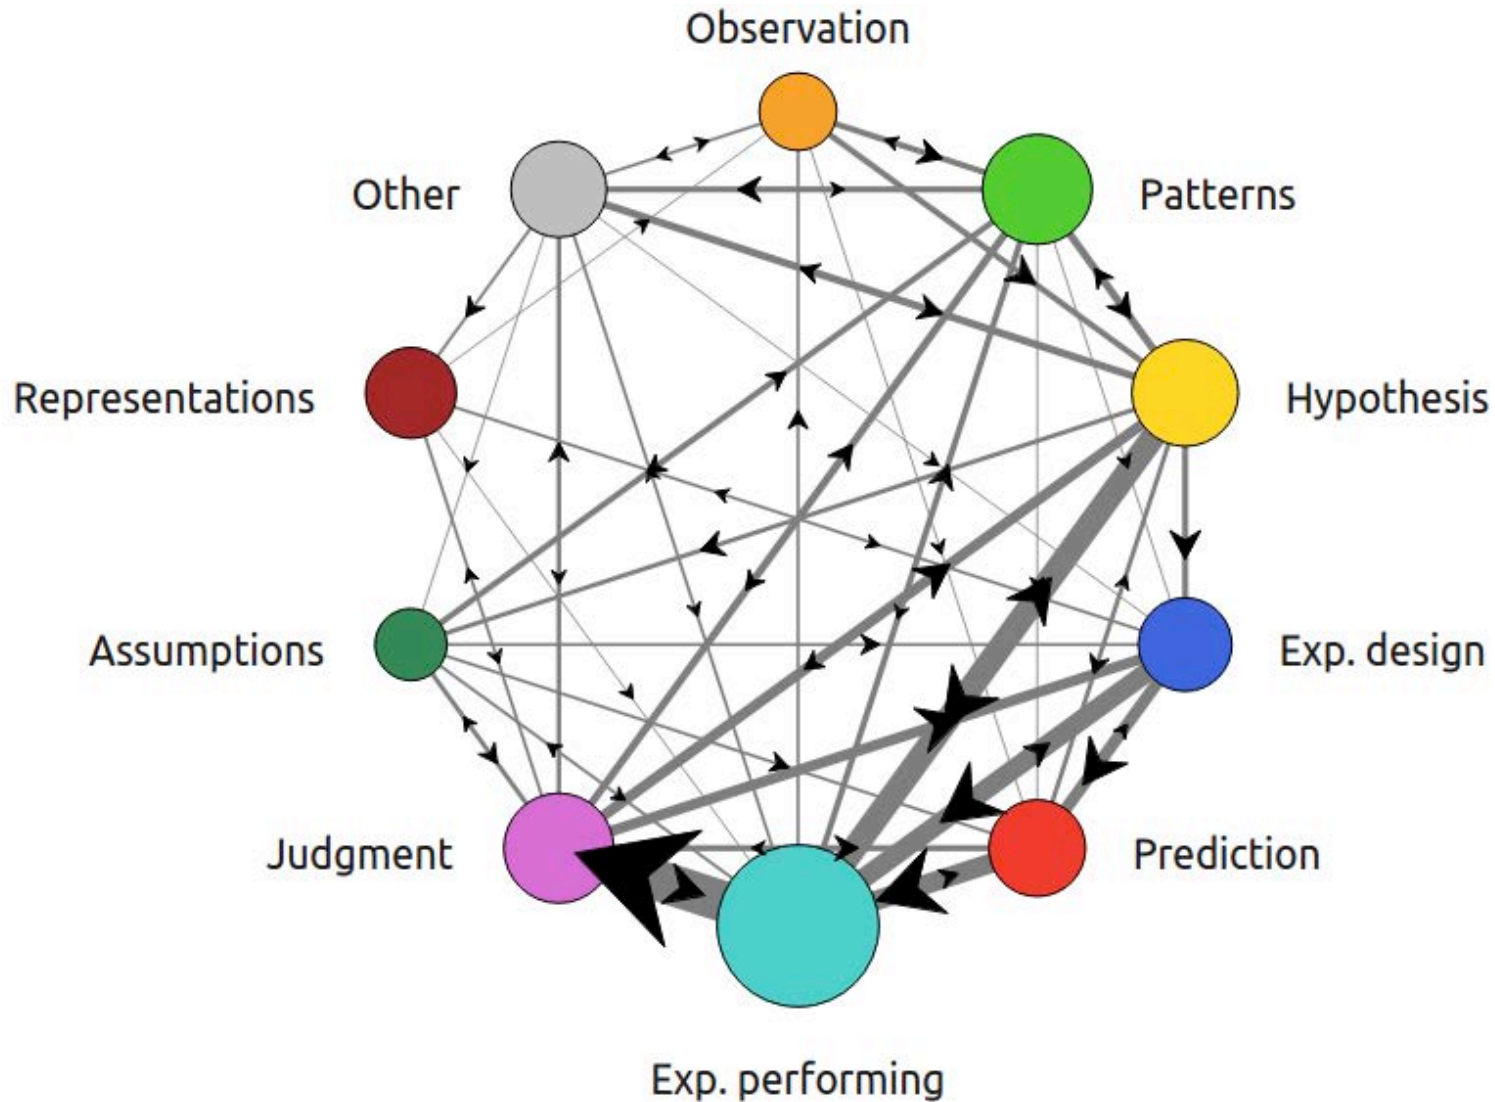 Observation
Other
Patterns
Representations
Hypothesis
Assumptions
Exp. design
Judgment
Prediction
Exp. performing